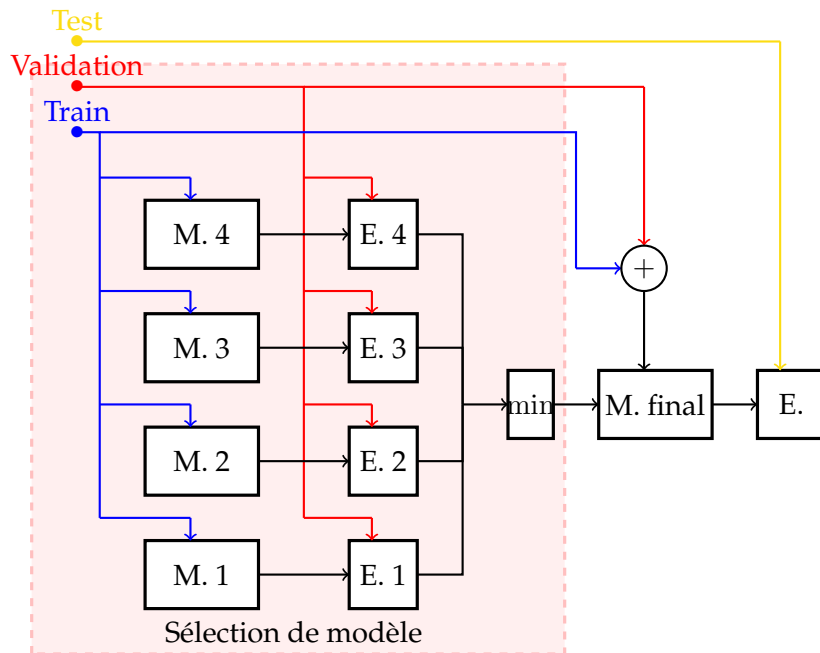 Test
Validation
Train
M. 4
E. 4
+
M. 3
E. 3
min
M. final
E.
M. 2
E. 2
M. 1
E. 1
Sélection de modèle